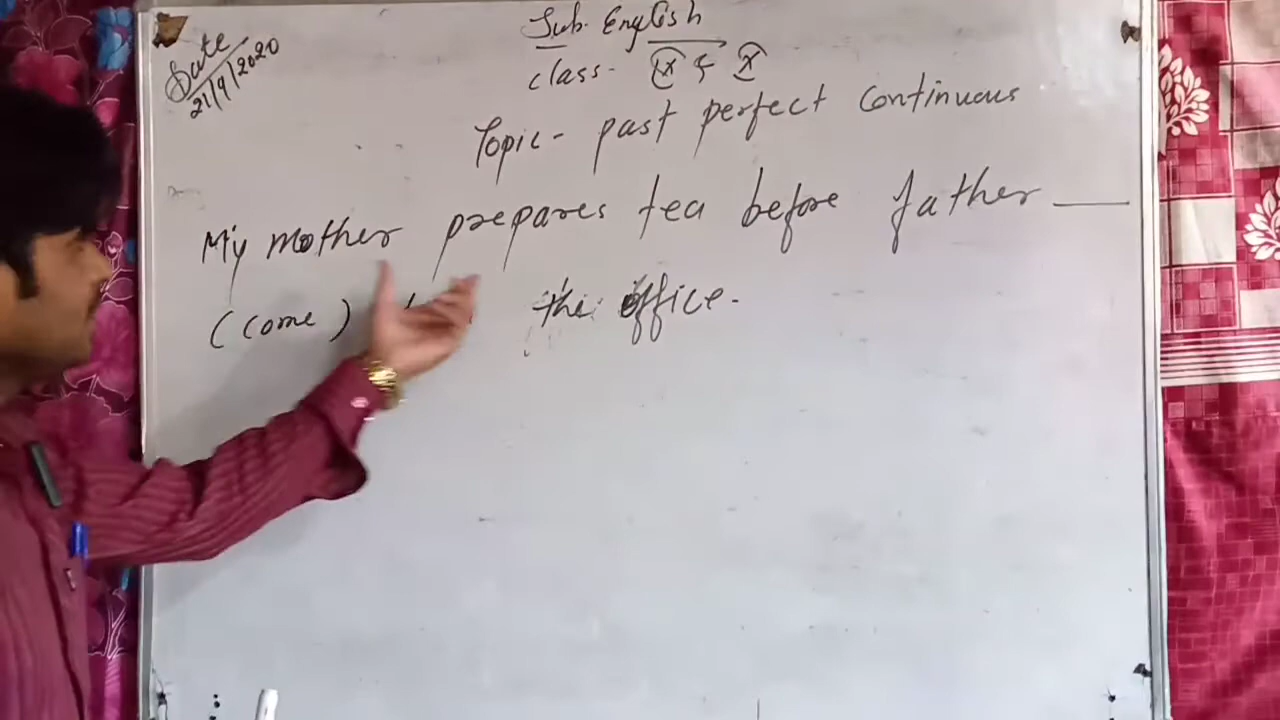 Date
21/9/2020
Sub. English
class- IX & X
Topic- past perfect continuous
My mother prepares tea before father ____
(come) the office.